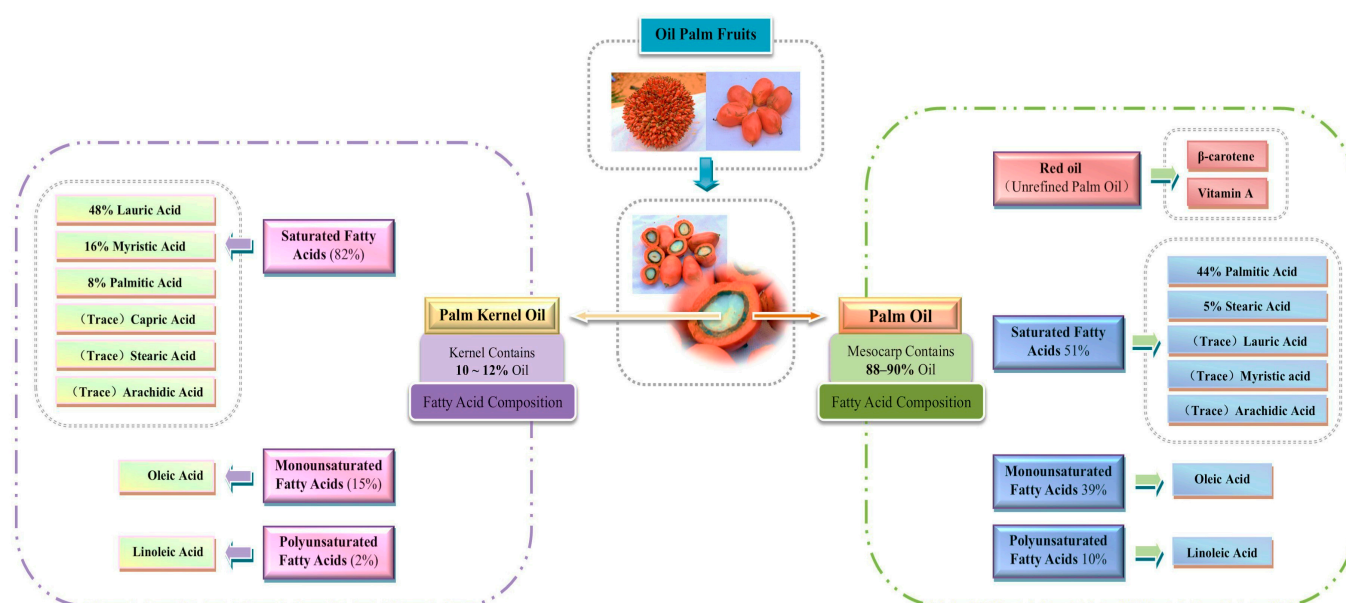 Oil Palm Fruits
48% Lauric Acid
16% Myristic Acid
8% Palmitic Acid
（Trace）Capric Acid
（Trace）Stearic Acid
（Trace）Arachidic Acid
Saturated Fatty
Acids (82%)
Oleic Acid
Monounsaturated
Fatty Acids (15%)
Linoleic Acid
Polyunsaturated
Fatty Acids (2%)
Palm Kernel Oil
Kernel Contains
10 ~ 12% Oil
Fatty Acid Composition
Palm Oil
Mesocarp Contains
88–90% Oil
Fatty Acid Composition
Red oil
（Unrefined Palm Oil）
β-carotene
Vitamin A
Saturated Fatty
Acids 51%
44% Palmitic Acid
5% Stearic Acid
（Trace）Lauric Acid
（Trace）Myristic acid
（Trace）Arachidic Acid
Monounsaturated
Fatty Acids 39%
Oleic Acid
Polyunsaturated
Fatty Acids 10%
Linoleic Acid